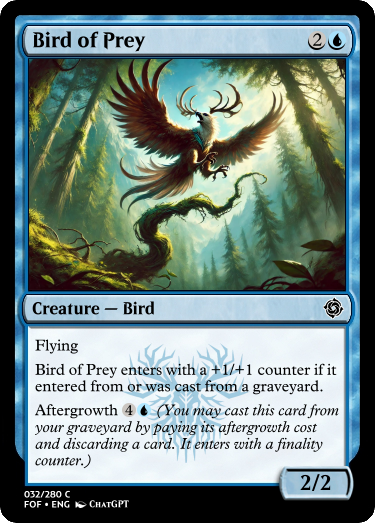 Bird of Prey 2
Creature — Bird
Flying
Bird of Prey enters with a +1/+1 counter if it
entered from or was cast from a graveyard.
Aftergrowth 4 (You may cast this card from
your graveyard by paying its aftergrowth cost
and discarding a card. It enters with a finality
counter.)
2/2
032/280 C
FOF • ENG ChatGPT